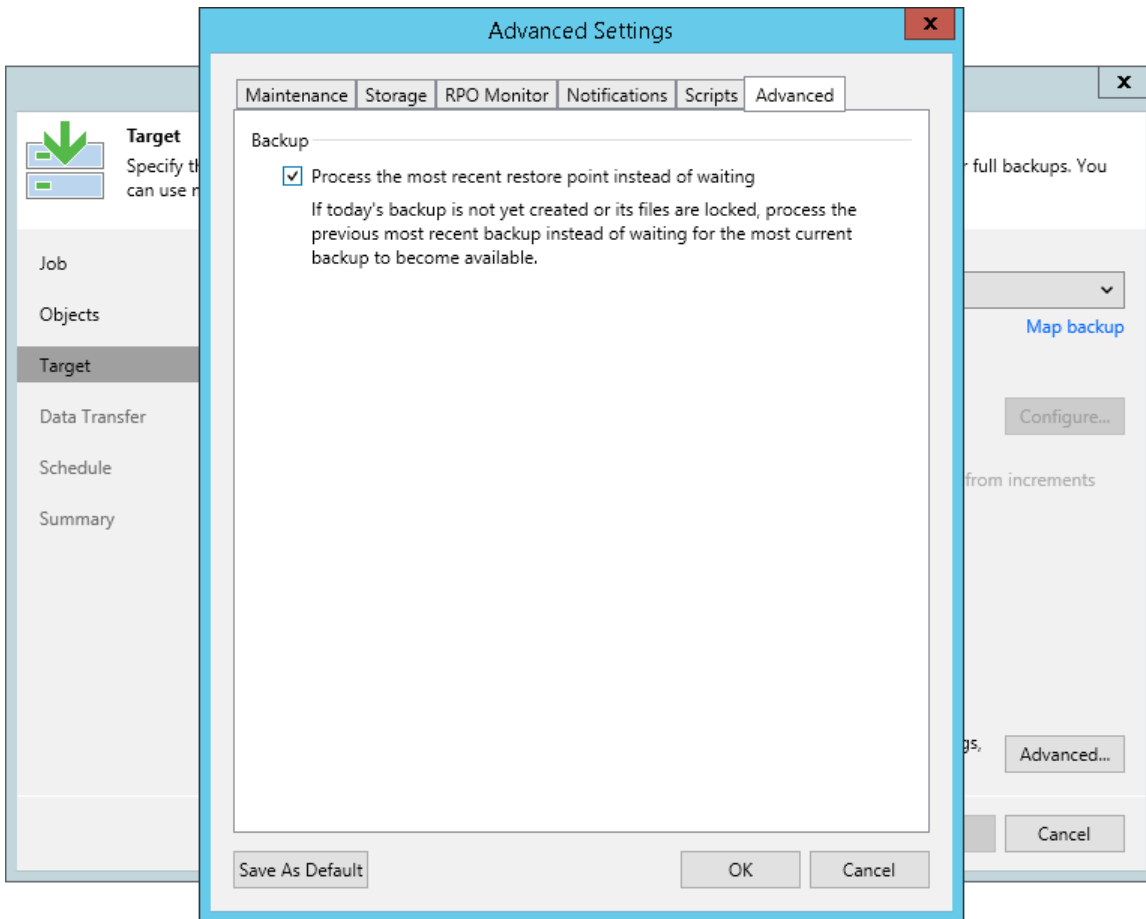 Advanced Settings
x
Maintenance Storage RPO Monitor Notifications Scripts Advanced
Backup
Process the most recent restore point instead of waiting
If today's backup is not yet created or its files are locked, process the
previous most recent backup instead of waiting for the most current
backup to become available.
Save As Default OK Cancel
x
Target
Specify
can use
full backups. You
Job
Objects
Target
Data Transfer
Schedule
Summary
Map backup
Configure...
from increments
Advanced...
Cancel